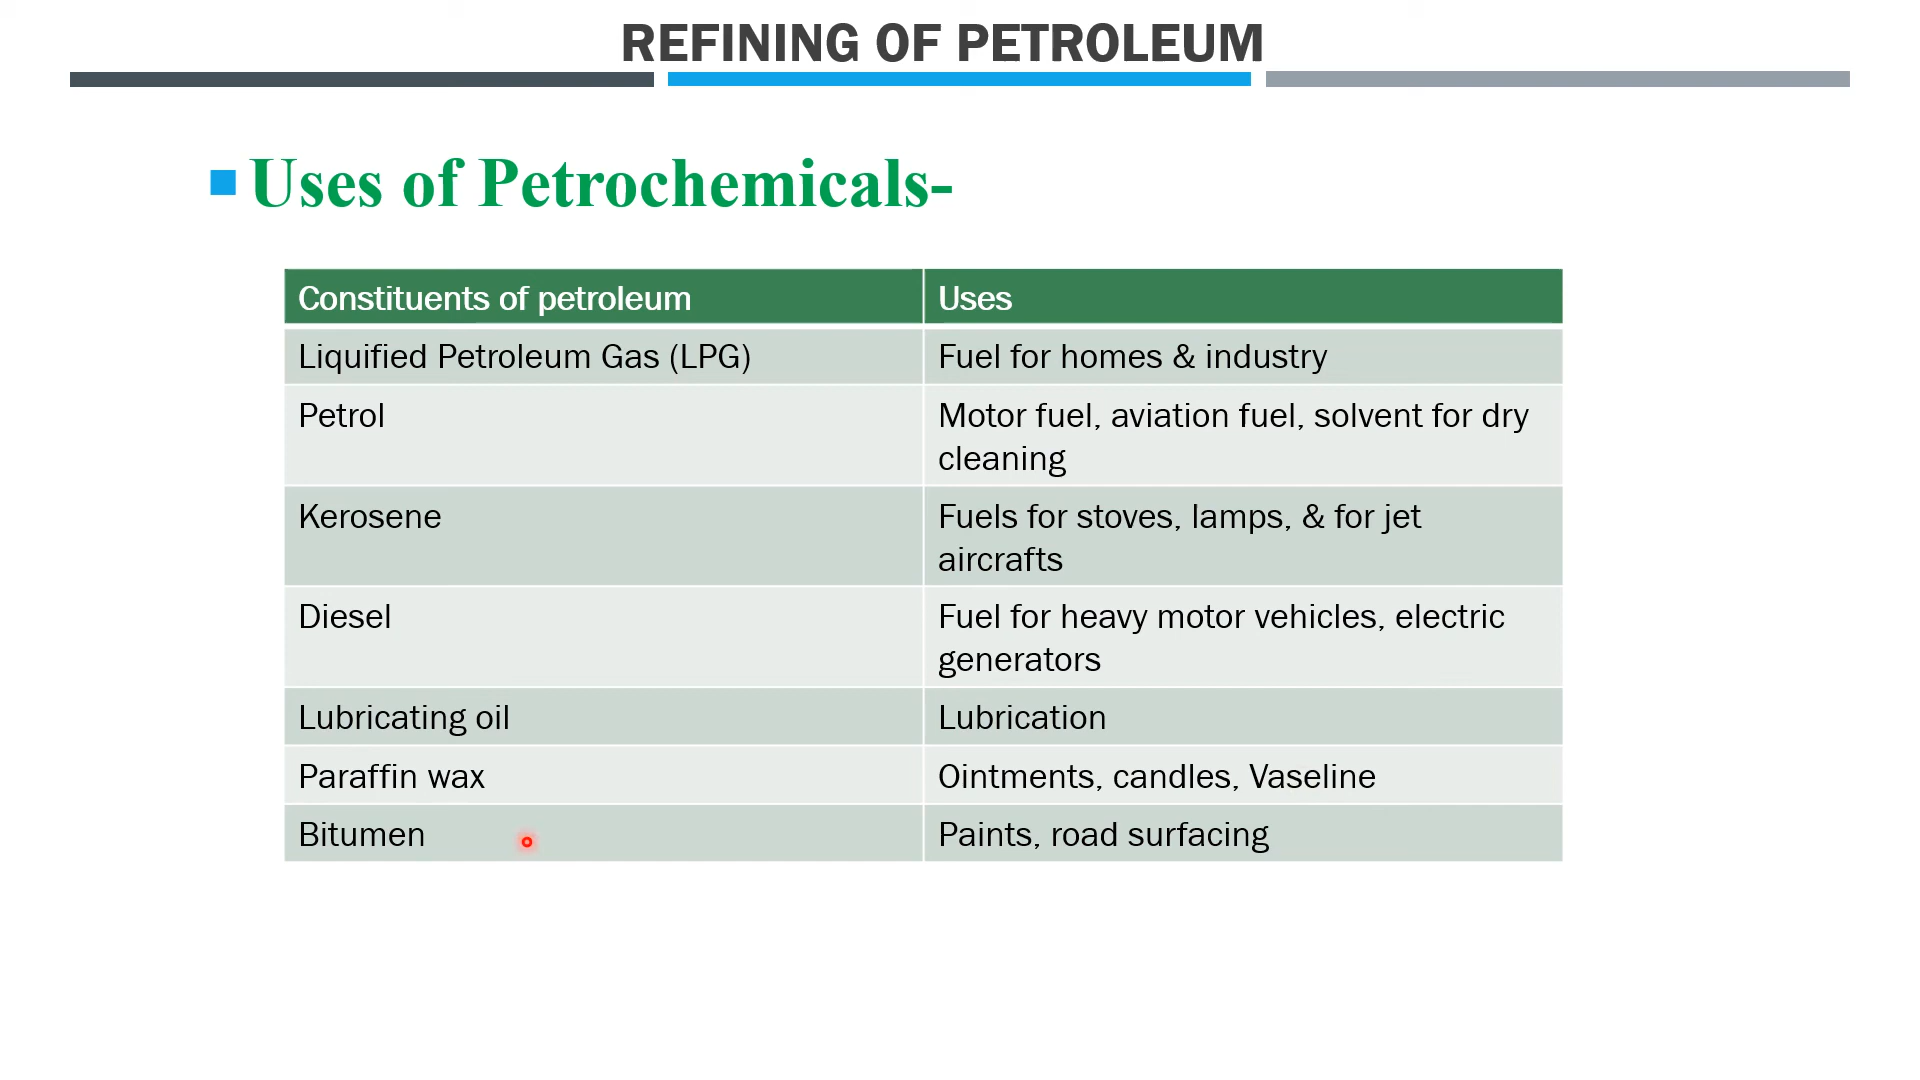 REFINING OF PETROLEUM
Uses of Petrochemicals-
Constituents of petroleum
Uses
Liquified Petroleum Gas (LPG)
Fuel for homes & industry
Petrol
Motor fuel, aviation fuel, solvent for dry
cleaning
Kerosene
Fuels for stoves, lamps, & for jet
aircrafts
Diesel
Fuel for heavy motor vehicles, electric
generators
Lubricating oil
Lubrication
Paraffin wax
Ointments, candles, Vaseline
Bitumen
Paints, road surfacing